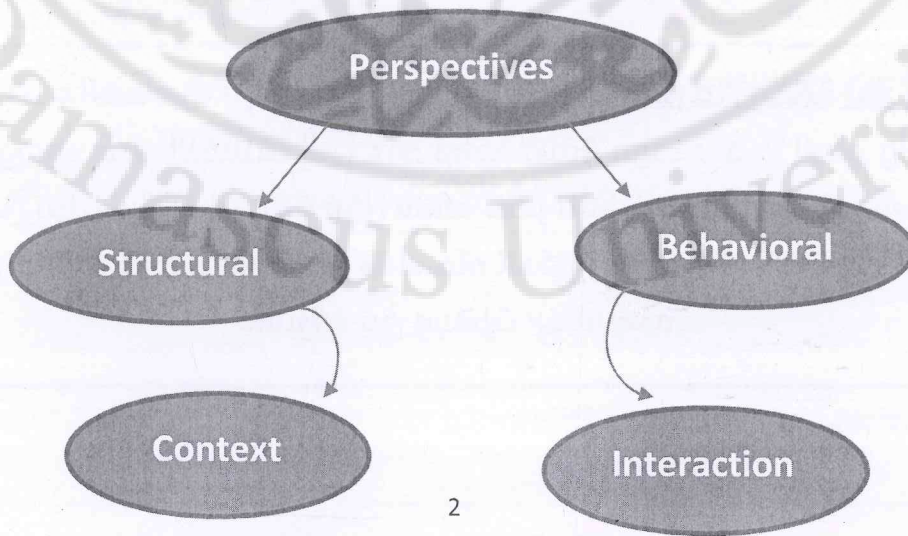 Perspectives
Damascus University
Structural
Behavioral
Context
Interaction
2